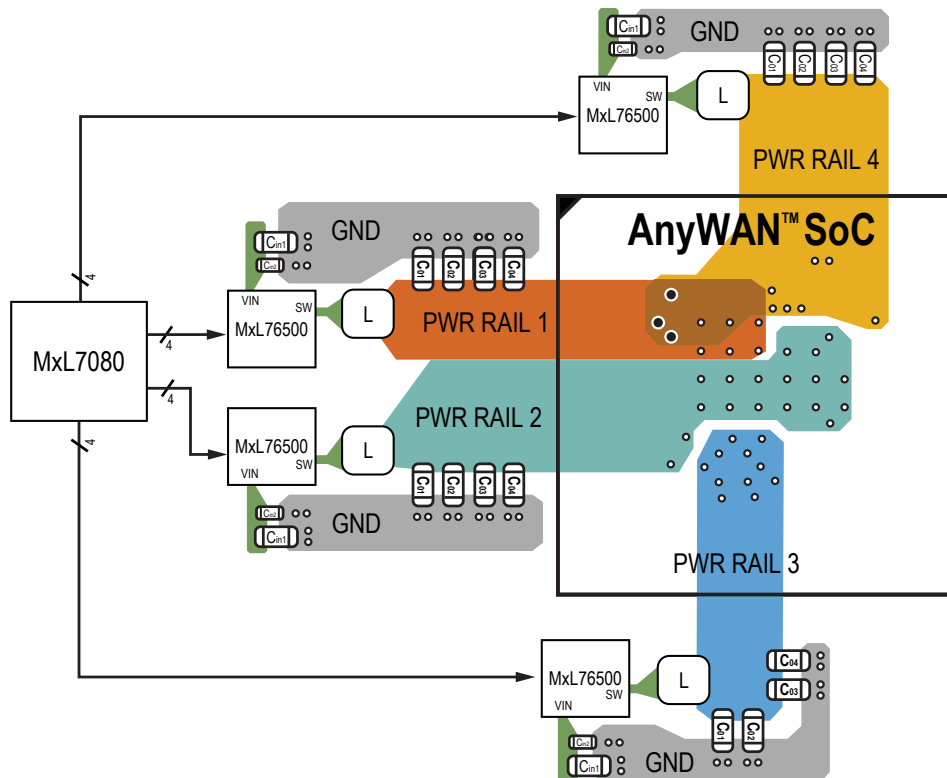 Cin1
GND
Cin2
C01
C02
C03
C04
VIN
SW
L
MxL76500
PWR RAIL 4
AnyWAN™ SoC
Cin1
GND
Cin2
C01
C02
C03
C04
4
VIN
SW
MxL76500
L
PWR RAIL 1
4
MxL7080
4
MxL76500
VIN
SW
L
PWR RAIL 2
4
C01
C02
C03
C04
Cin2
Cin1
GND
PWR RAIL 3
MxL76500
SW
VIN
L
C04
C03
C01
C02
Cin2
Cin1
GND